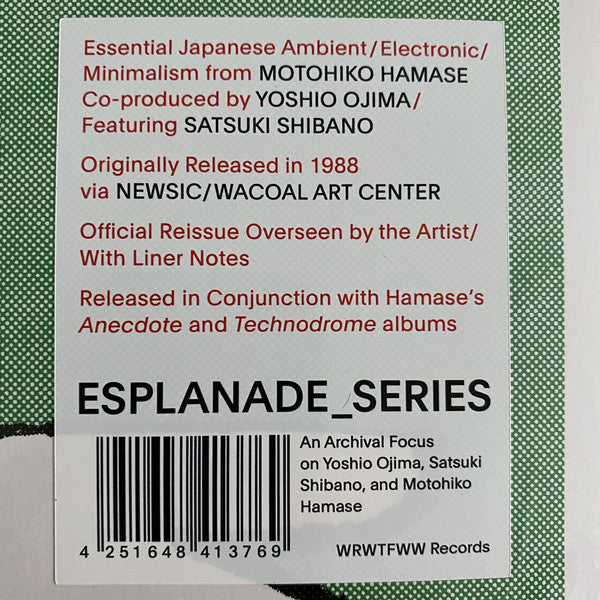 Essential Japanese Ambient/Electronic/
Minimalism from MOTOHIKO HAMASE
Co-produced by YOSHIO OJIMA/
Featuring SATSUKI SHIBANO
Originally Released in 1988
via NEWSIC/WACOAL ART CENTER
Official Reissue Overseen by the Artist/
With Liner Notes
Released in Conjunction with Hamase's
Anecdote and Technodrome albums
ESPLANADE_SERIES
An Archival Focus
on Yoshio Ojima, Satsuki
Shibano, and Motohiko
Hamase
4 251648 413769
WRWTFWW Records